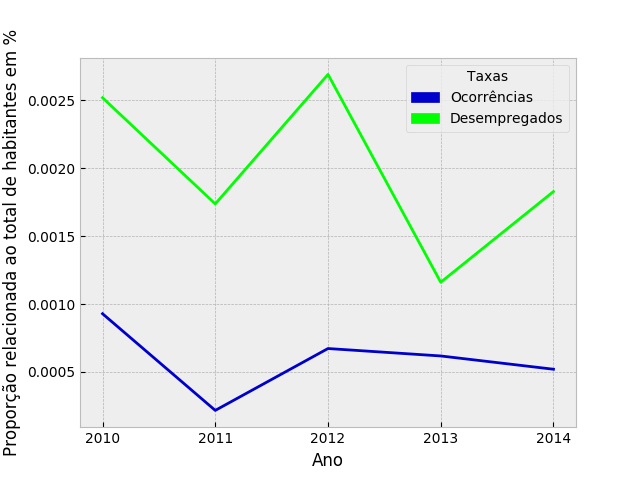 Proporção relacionada ao total de habitantes em %
0.0025
0.0020
0.0015
0.0010
0.0005
Taxas
Ocorrências
Desempregados
2010 2011 2012 2013 2014
Ano